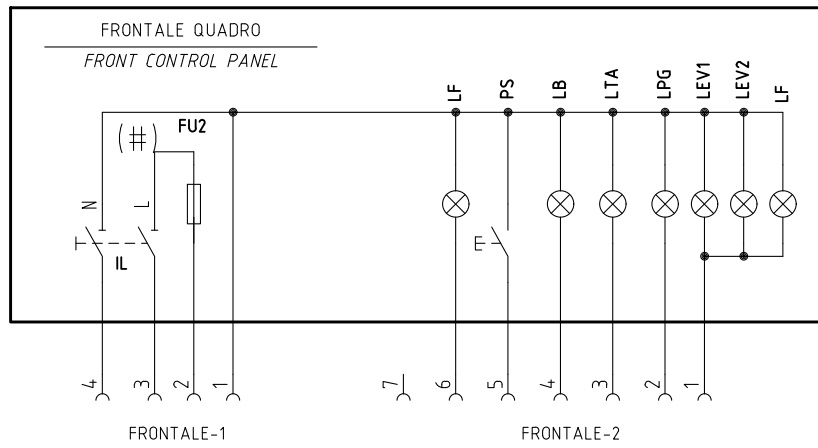 FRONTALE QUADRO
FRONT CONTROL PANEL
LF PS LB LTA LPG LEV1 LEV2 LF
(#) FU2
N L
IL
4 3 2 1 7 6 5 4 3 2 1
FRONTALE-1 FRONTALE-2